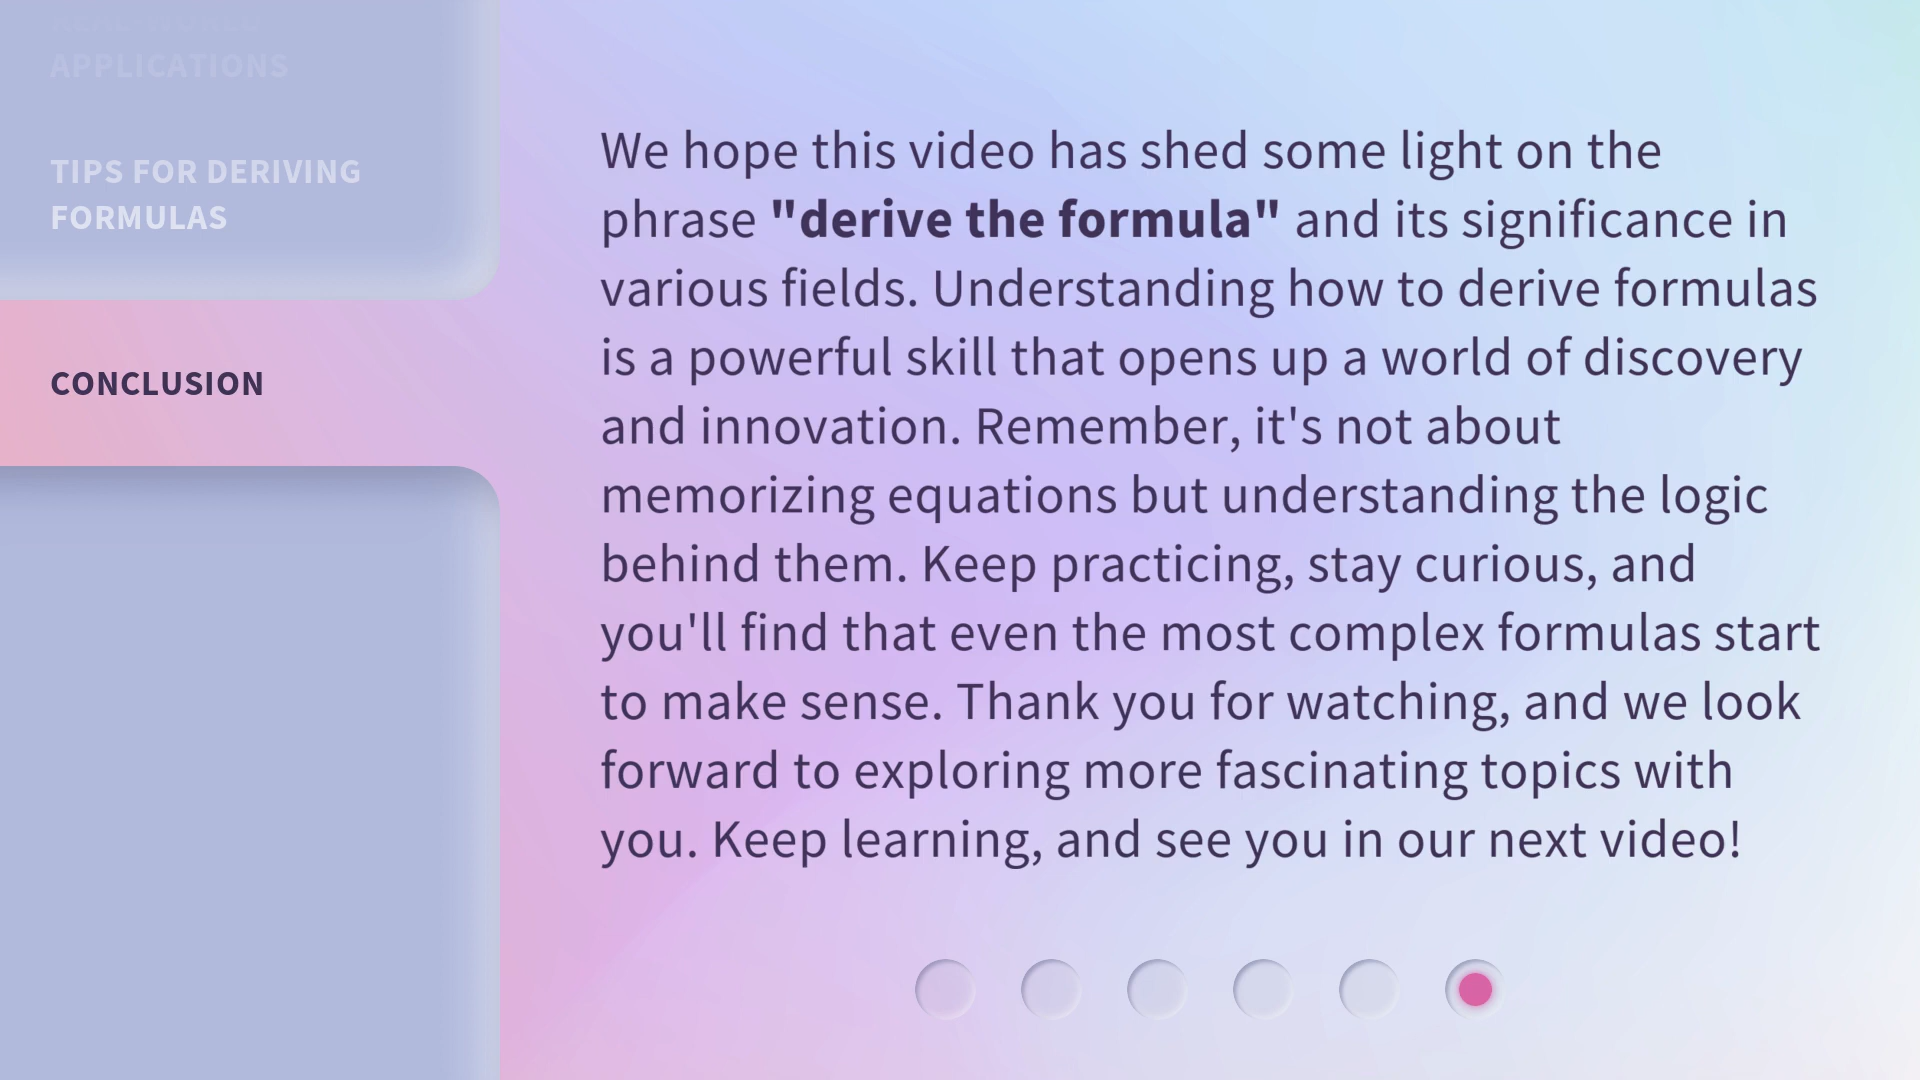 APPLICATIONS
TIPS FOR DERIVING
FORMULAS
CONCLUSION
We hope this video has shed some light on the
phrase "derive the formula" and its significance in
various fields. Understanding how to derive formulas
is a powerful skill that opens up a world of discovery
and innovation. Remember, it's not about
memorizing equations but understanding the logic
behind them. Keep practicing, stay curious, and
you'll find that even the most complex formulas start
to make sense. Thank you for watching, and we look
forward to exploring more fascinating topics with
you. Keep learning, and see you in our next video!